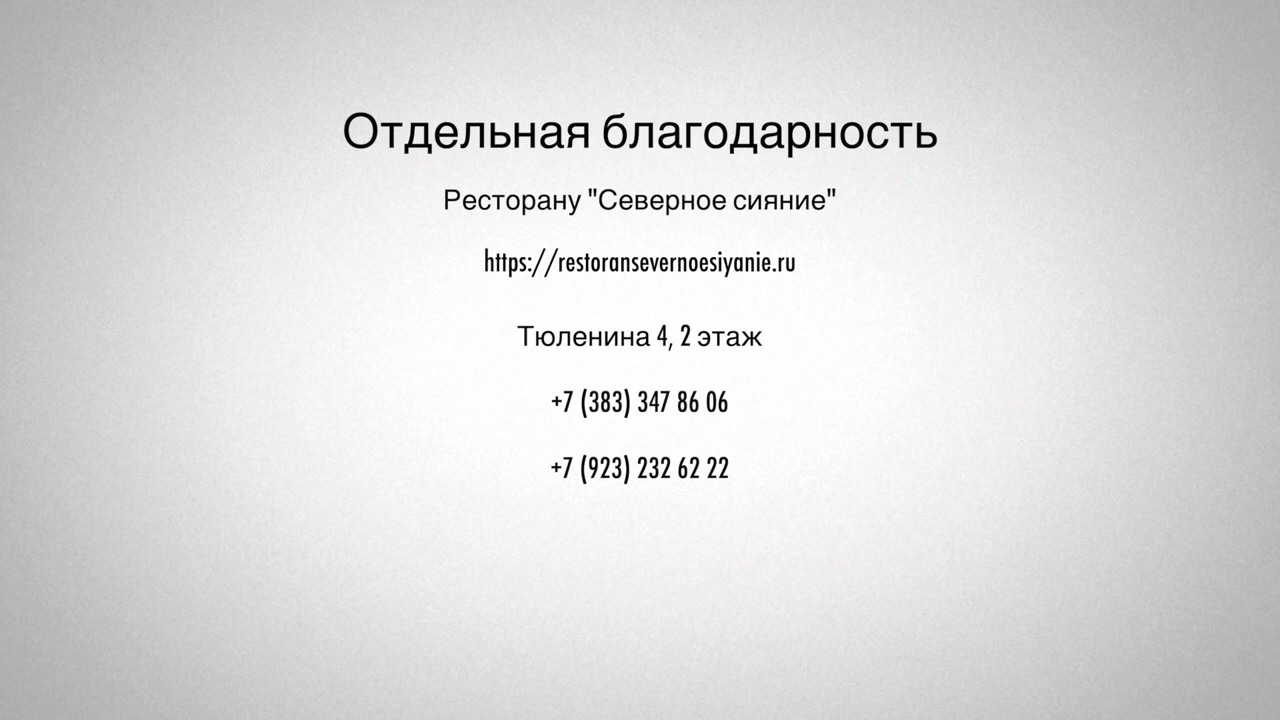 Отдельная благодарность
Ресторану "Северное сияние"
https://restoransevernoesiyanie.ru
Тюленина 4, 2 этаж
+7 (383) 347 86 06
+7 (923) 232 62 22